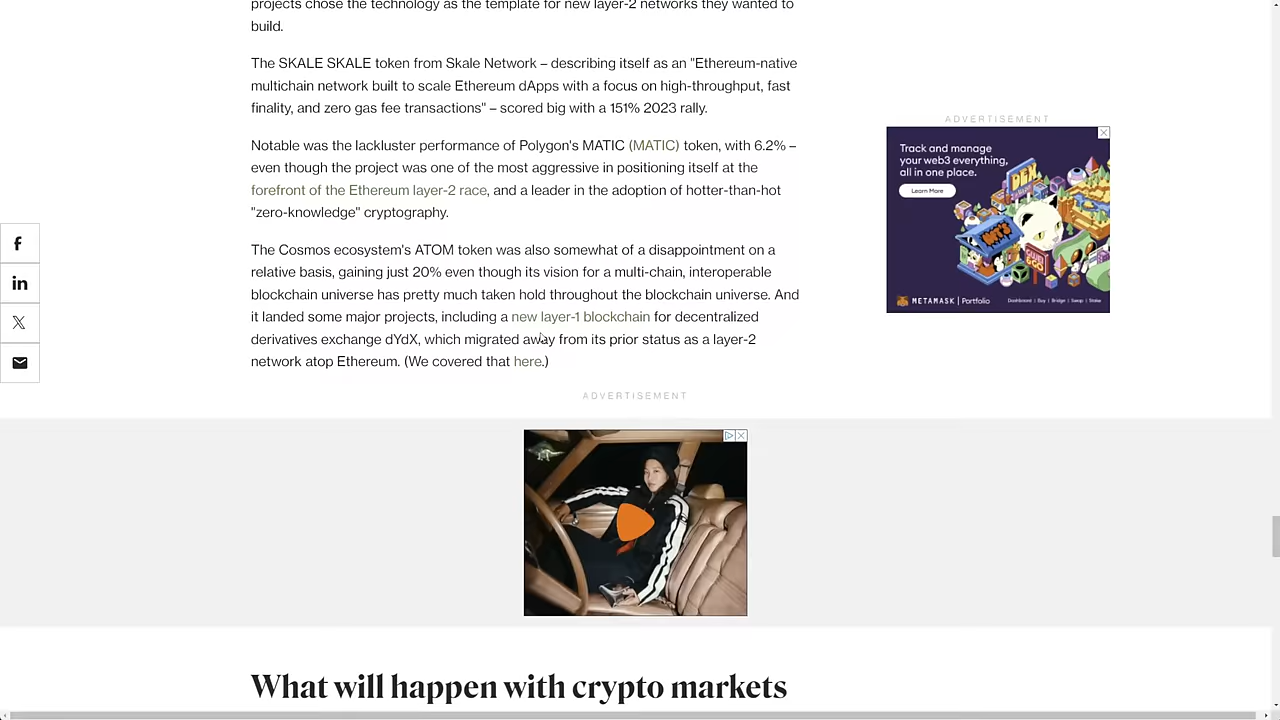 projects chose the technology as the template for new layer-2 networks they wanted to
build.
The SKALE SKALE token from Skale Network – describing itself as an "Ethereum-native
multichain network built to scale Ethereum dApps with a focus on high-throughput, fast
finality, and zero gas fee transactions" – scored big with a 151% 2023 rally.
Notable was the lackluster performance of Polygon's MATIC (MATIC) token, with 6.2% –
even though the project was one of the most aggressive in positioning itself at the
forefront of the Ethereum layer-2 race, and a leader in the adoption of hotter-than-hot
"zero-knowledge" cryptography.
The Cosmos ecosystem's ATOM token was also somewhat of a disappointment on a
relative basis, gaining just 20% even though its vision for a multi-chain, interoperable
blockchain universe has pretty much taken hold throughout the blockchain universe. And
it landed some major projects, including a new layer-1 blockchain for decentralized
derivatives exchange dYdX, which migrated away from its prior status as a layer-2
network atop Ethereum. (We covered that here.)
ADVERTISEMENT
Track and manage
your web3 everything,
all in one place.
Learn More
DEX
METAMASK | Portfolio
Dashboard | Buy | Bridge | Swap | Stake
ADVERTISEMENT
What will happen with crypto markets